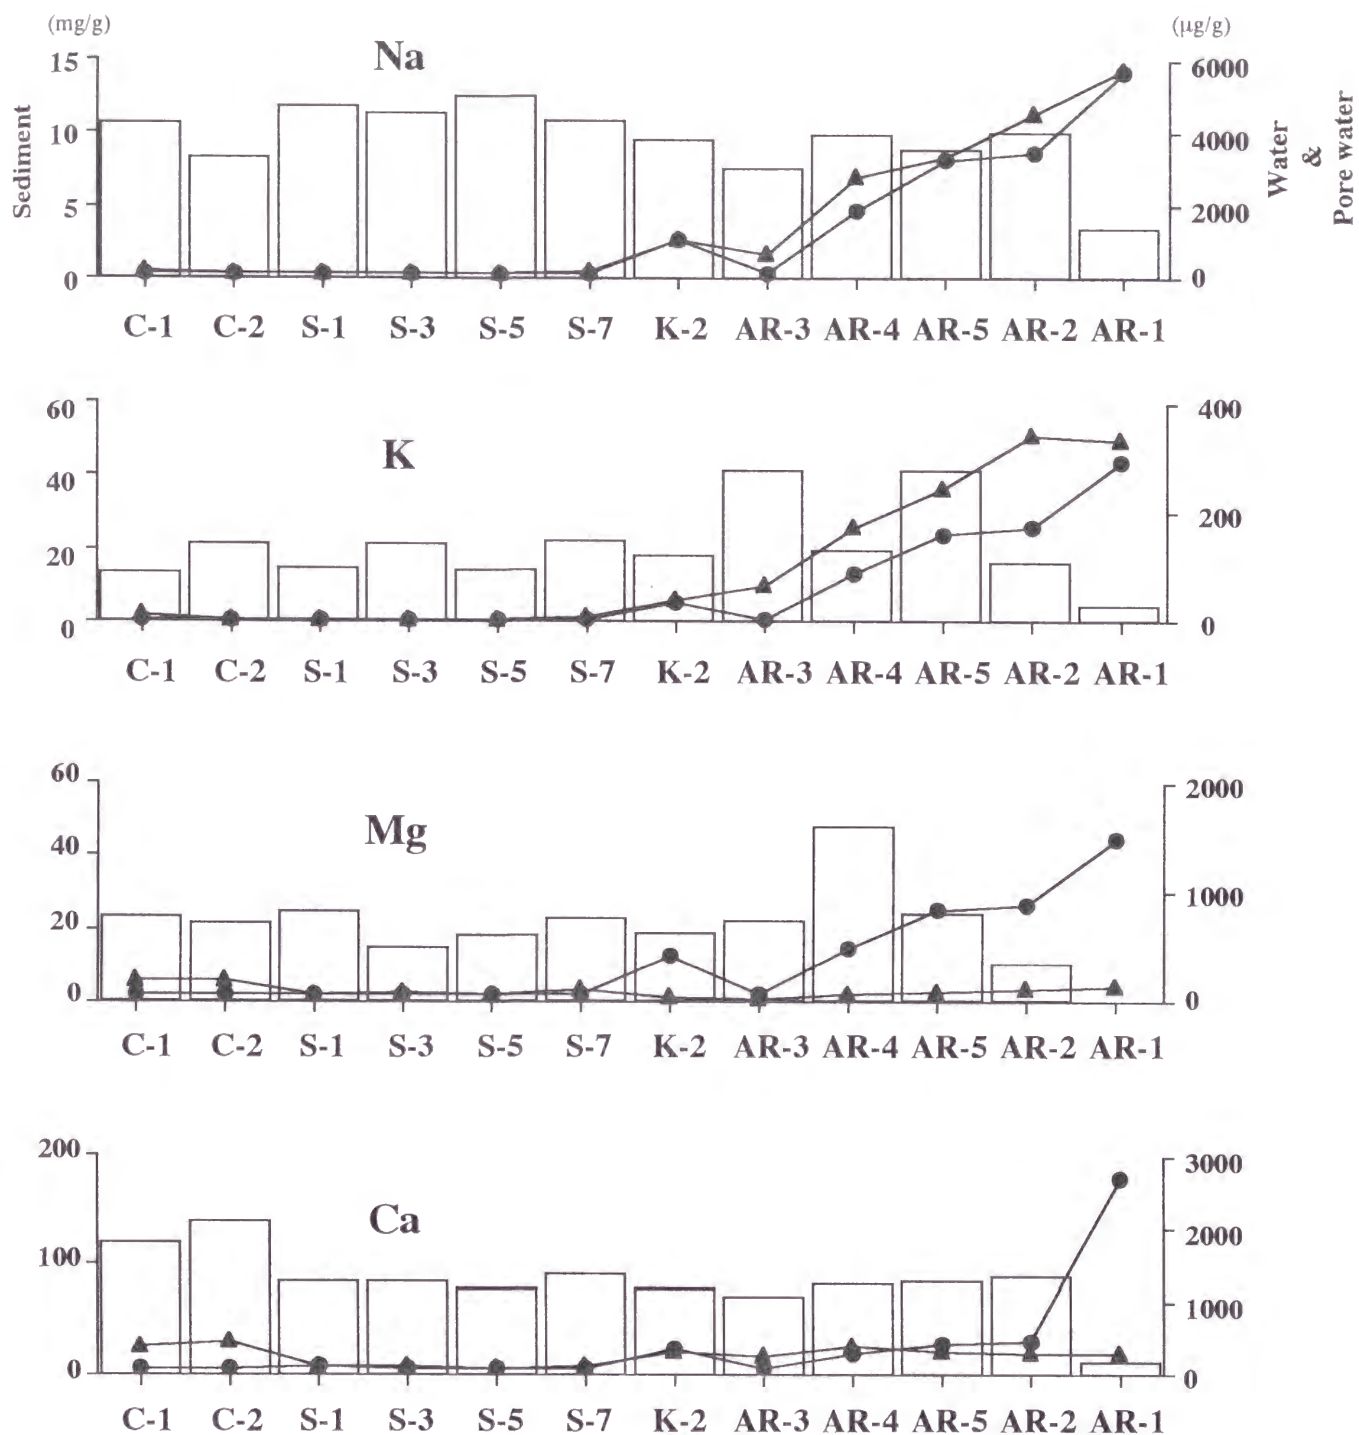 (mg/g)
(µg/g)
Na
Sediment
15
10
5
0
6000
4000
2000
0
Water
&
Pore water
C-1 C-2 S-1 S-3 S-5 S-7 K-2 AR-3 AR-4 AR-5 AR-2 AR-1
K
60
40
20
0
400
200
0
C-1 C-2 S-1 S-3 S-5 S-7 K-2 AR-3 AR-4 AR-5 AR-2 AR-1
Mg
60
40
20
0
2000
1000
0
C-1 C-2 S-1 S-3 S-5 S-7 K-2 AR-3 AR-4 AR-5 AR-2 AR-1
Ca
200
100
0
3000
2000
1000
0
C-1 C-2 S-1 S-3 S-5 S-7 K-2 AR-3 AR-4 AR-5 AR-2 AR-1